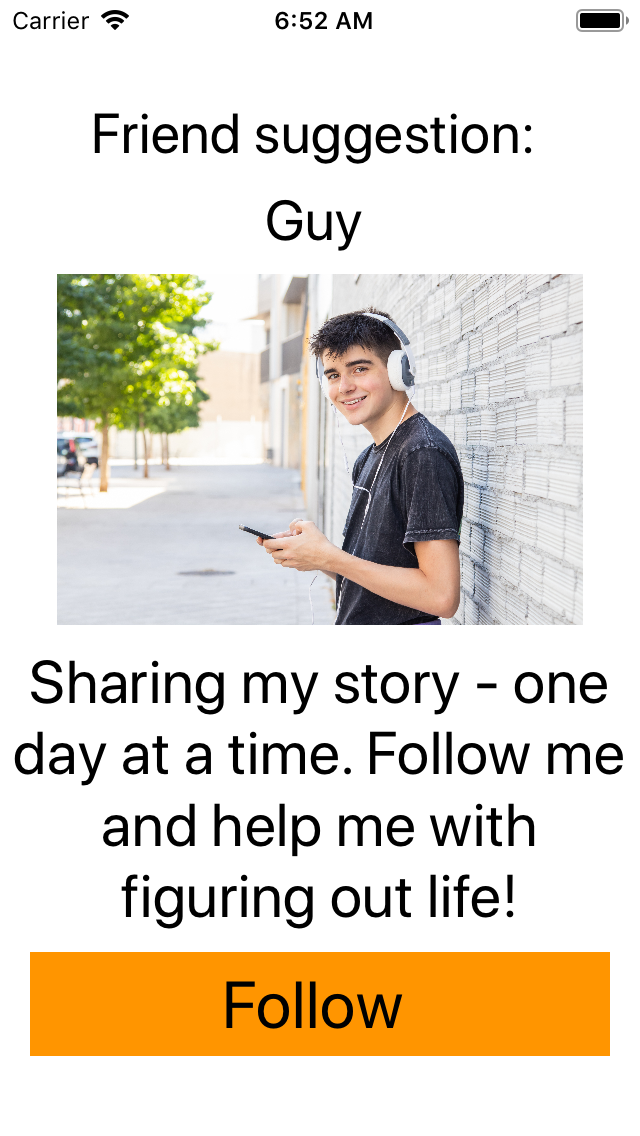 Carrier 6:52 AM
Friend suggestion:
Guy
Sharing my story - one
day at a time. Follow me
and help me with
figuring out life!
Follow